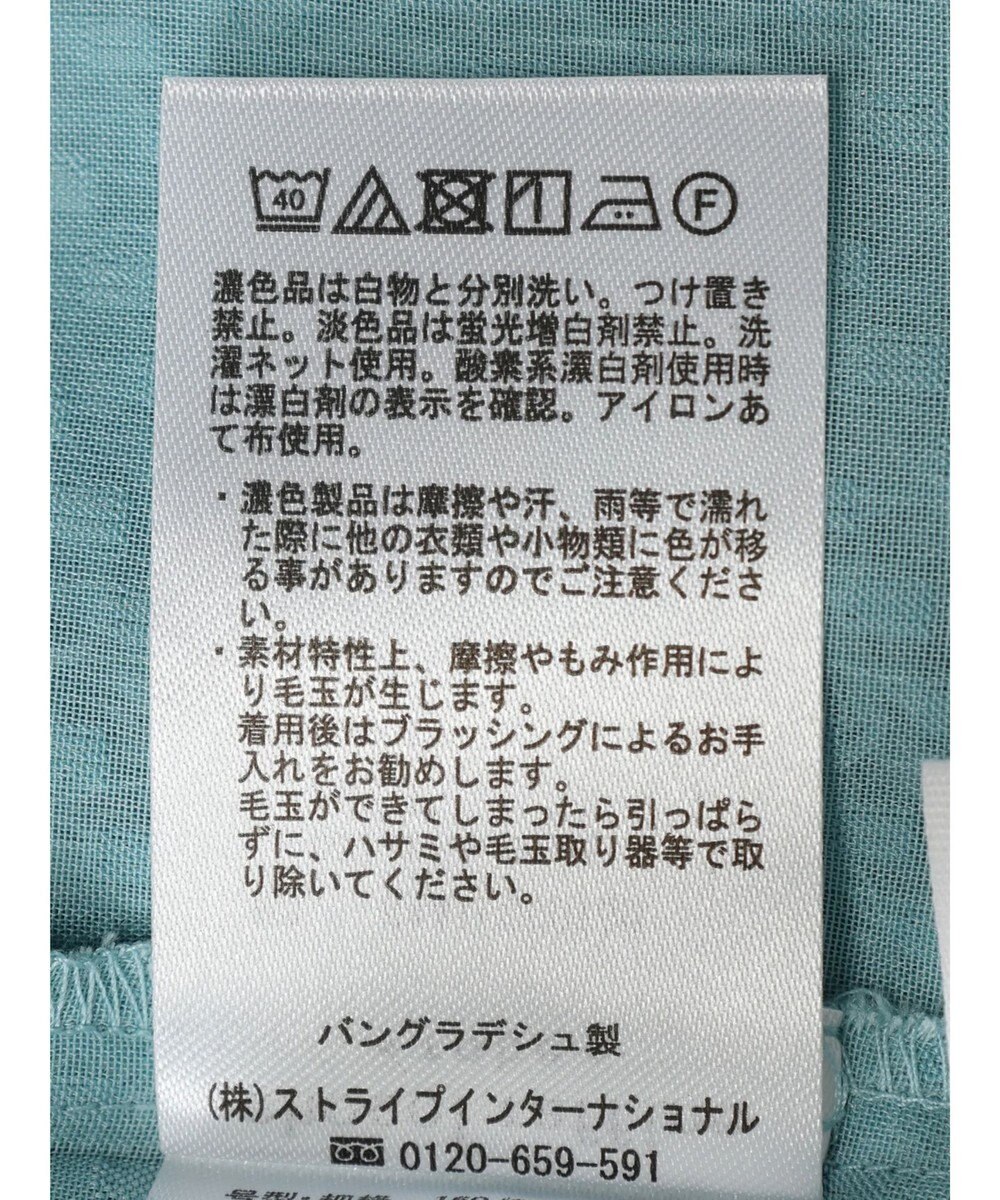 40 F
濃色品は白物と分別洗い。つけ置き
禁止。淡色品は蛍光増白剤禁止。洗
濯ネット使用。酸素系漂白剤使用時
は漂白剤の表示を確認。アイロンあ
て布使用。
・濃色製品は摩擦や汗、雨等で濡れ
た際に他の衣類や小物類に色が移
る事がありますのでご注意くださ
い。
・素材特性上、摩擦やもみ作用によ
り毛玉が生じます。
着用後はブラッシングによるお手
入れをお勧めします。
毛玉ができてしまったら引っぱら
ずに、ハサミや毛玉取り器等で取
り除いてください。
バングラデシュ製
(株)ストライプインターナショナル
0120-659-591